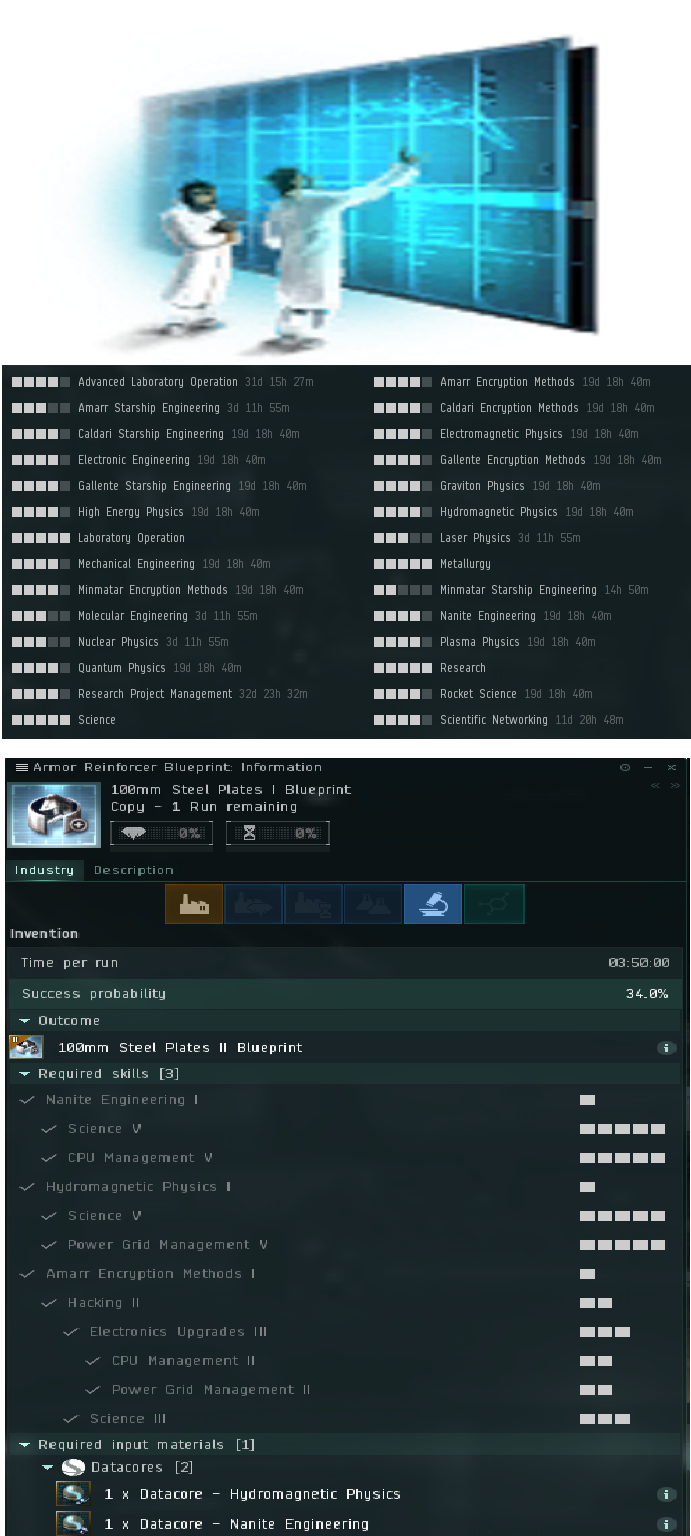 Advanced Laboratory Operation 31d 15h 27m
Amarr Encryption Methods 19d 18h 40m
Amarr Starship Engineering 3d 11h 55m
Caldari Encryption Methods 19d 18h 40m
Caldari Starship Engineering 19d 18h 40m
Electromagnetic Physics 19d 18h 40m
Electronic Engineering 19d 18h 40m
Gallente Encryption Methods 19d 18h 40m
Gallente Starship Engineering 19d 18h 40m
Graviton Physics 19d 18h 40m
High Energy Physics 19d 18h 40m
Hydromagnetic Physics 19d 18h 40m
Laboratory Operation
Laser Physics 3d 11h 55m
Mechanical Engineering 19d 18h 40m
Metallurgy
Minmatar Encryption Methods 19d 18h 40m
Minmatar Starship Engineering 14h 50m
Molecular Engineering 3d 11h 55m
Nanite Engineering 19d 18h 40m
Nuclear Physics 3d 11h 55m
Plasma Physics 19d 18h 40m
Quantum Physics 19d 18h 40m
Research
Research Project Management 32d 23h 32m
Rocket Science 19d 18h 40m
Science
Scientific Networking 11d 20h 48m
Armor Reinforcer Blueprint: Information
100mm Steel Plates I Blueprint
Copy - 1 Run remaining
0% 0%
Industry Description
Invention
Time per run 03:50:00
Success probability 34.0%
Outcome
II
100mm Steel Plates II Blueprint
Required skills [3]
Nanite Engineering I
Science V
CPU Management V
Hydromagnetic Physics I
Science V
Power Grid Management V
Amarr Encryption Methods I
Hacking II
Electronics Upgrades III
CPU Management II
Power Grid Management II
Science III
Required input materials [1]
Datacores [2]
1 x Datacore - Hydromagnetic Physics
1 x Datacore - Nanite Engineering